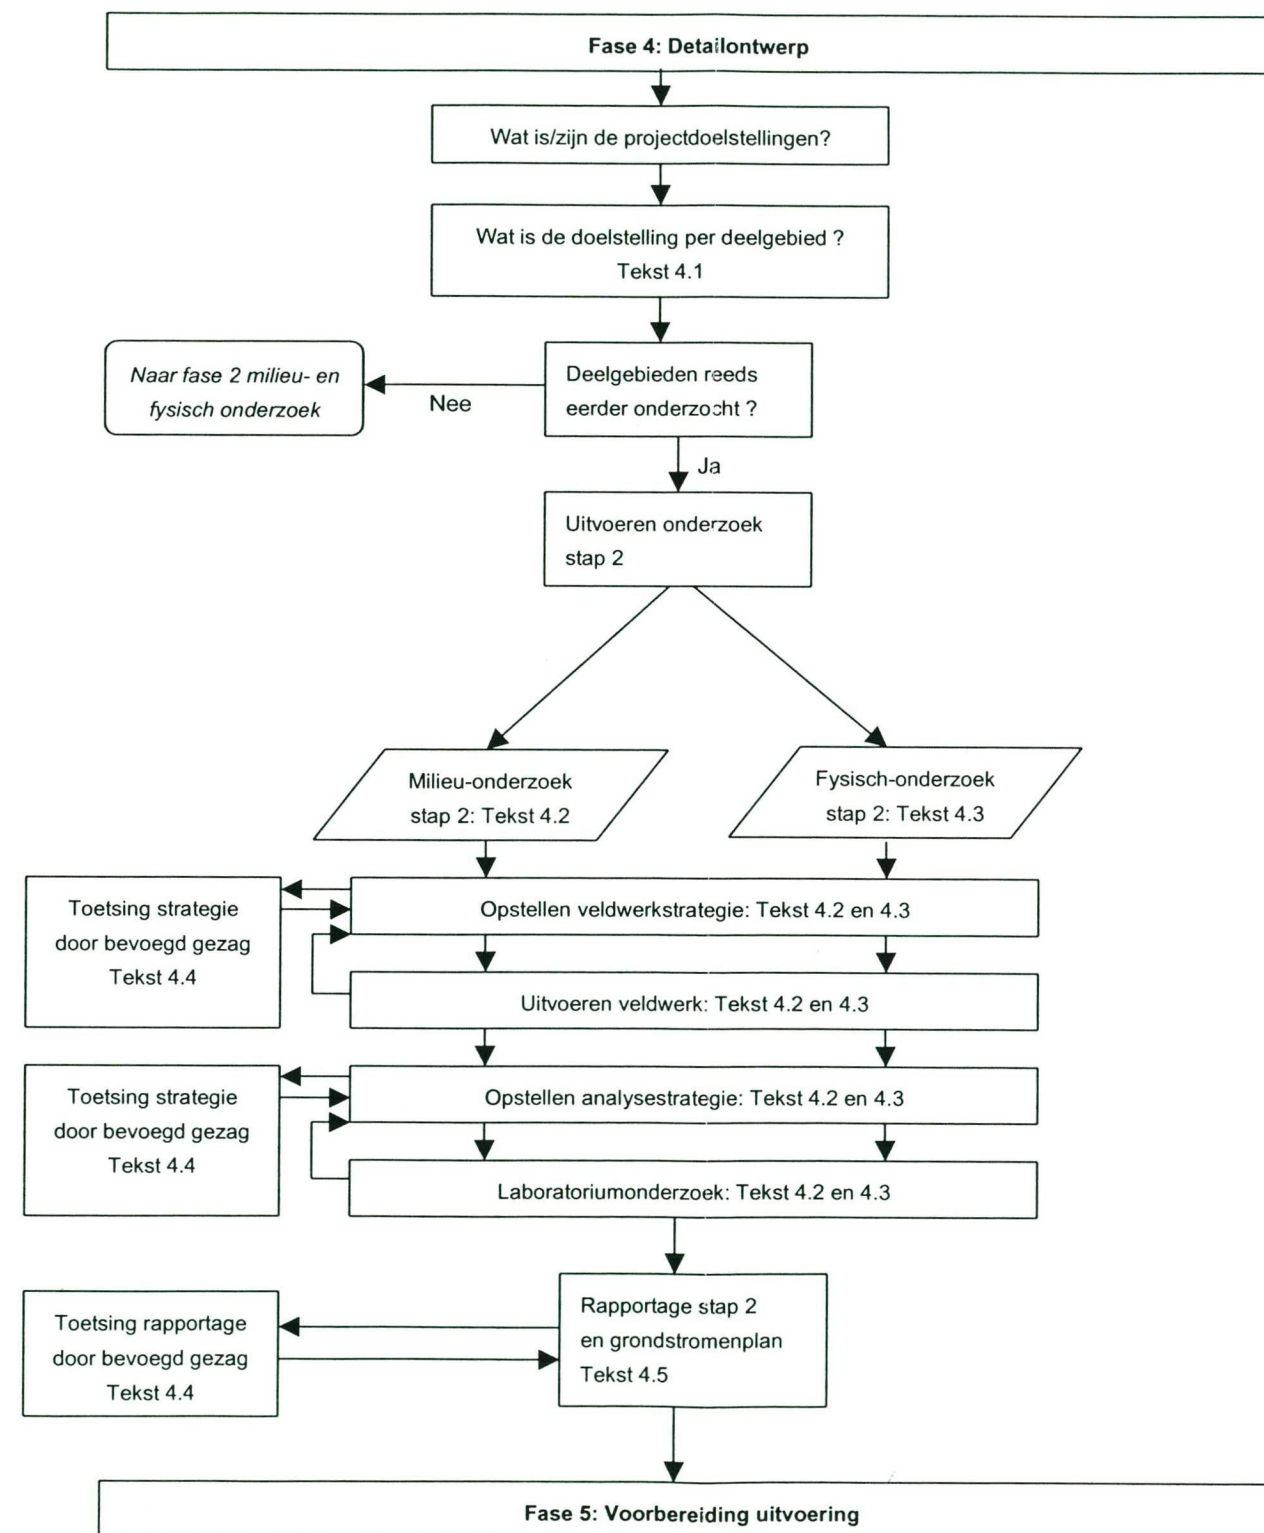 Fase 4: Detailontwerp
Wat is/zijn de projectdoelstellingen?
Wat is de doelstelling per deelgebied ?
Tekst 4.1
Deelgebieden reeds
eerder onderzocht ?
Nee
Naar fase 2 milieu- en
fysisch onderzoek
Ja
Uitvoeren onderzoek
stap 2
Milieu-onderzoek
stap 2: Tekst 4.2
Fysisch-onderzoek
stap 2: Tekst 4.3
Toetsing strategie
door bevoegd gezag
Tekst 4.4
Opstellen veldwerkstrategie: Tekst 4.2 en 4.3
Uitvoeren veldwerk: Tekst 4.2 en 4.3
Toetsing strategie
door bevoegd gezag
Tekst 4.4
Opstellen analysestrategie: Tekst 4.2 en 4.3
Laboratoriumonderzoek: Tekst 4.2 en 4.3
Rapportage stap 2
en grondstromenplan
Tekst 4.5
Toetsing rapportage
door bevoegd gezag
Tekst 4.4
Fase 5: Voorbereiding uitvoering